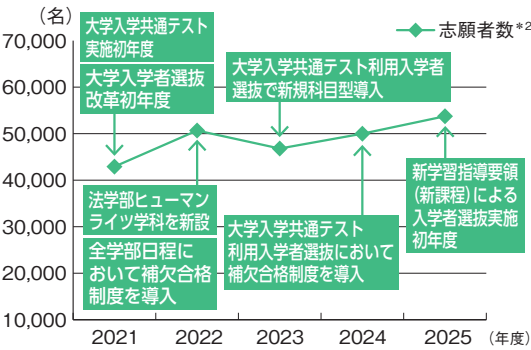 （名）
志願者数*2
70,000
60,000
50,000
40,000
30,000
20,000
10,000
大学入学共通テスト
実施初年度
大学入学者選抜
改革初年度
大学入学共通テスト利用入学者
選抜で新規科目型導入
法学部ヒューマン
ライツ学科を新設
全学部日程に
おいて補欠合格
制度を導入
大学入学共通テスト
利用入学者選抜において
補欠合格制度を導入
新学習指導要領
（新課程）による
入学者選抜実施
初年度
2021 2022 2023 2024 2025 （年度）